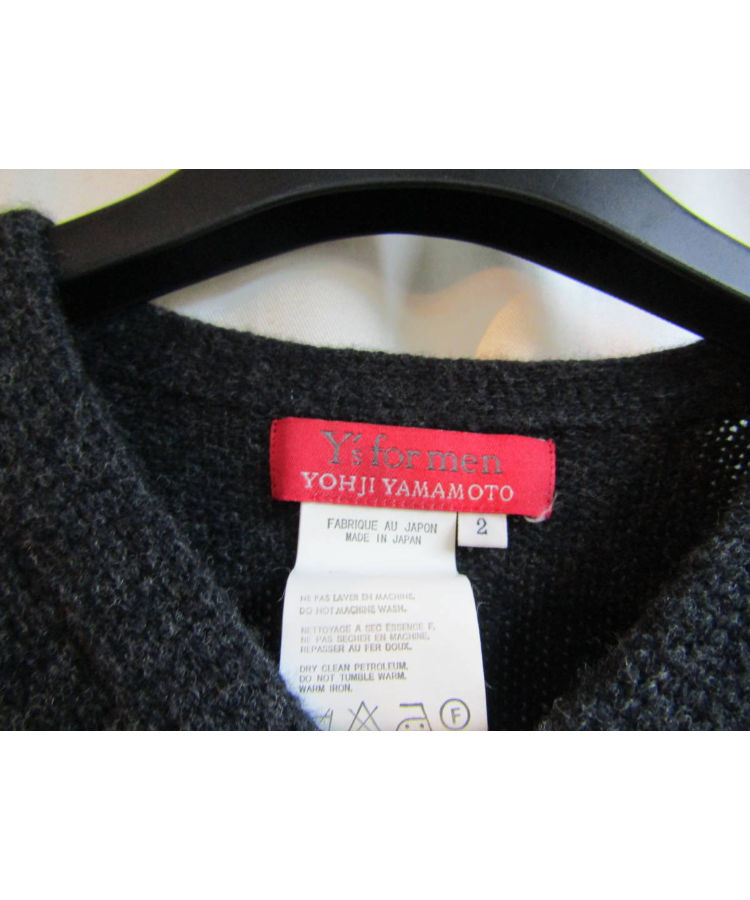 Y's for men
YOHJI YAMAMOTO
FABRIQUE AU JAPON
MADE IN JAPAN
2
NE PAS LAVER EN MACHINE.
DO NOT MACHINE WASH.
NETTOYAGE A SEC ESSENCE F.
NE PAS SECHER EN MACHINE.
REPASSER AU FER DOUX.
DRY CLEAN PETROLEUM.
DO NOT TUMBLE WARM.
WARM IRON.
F